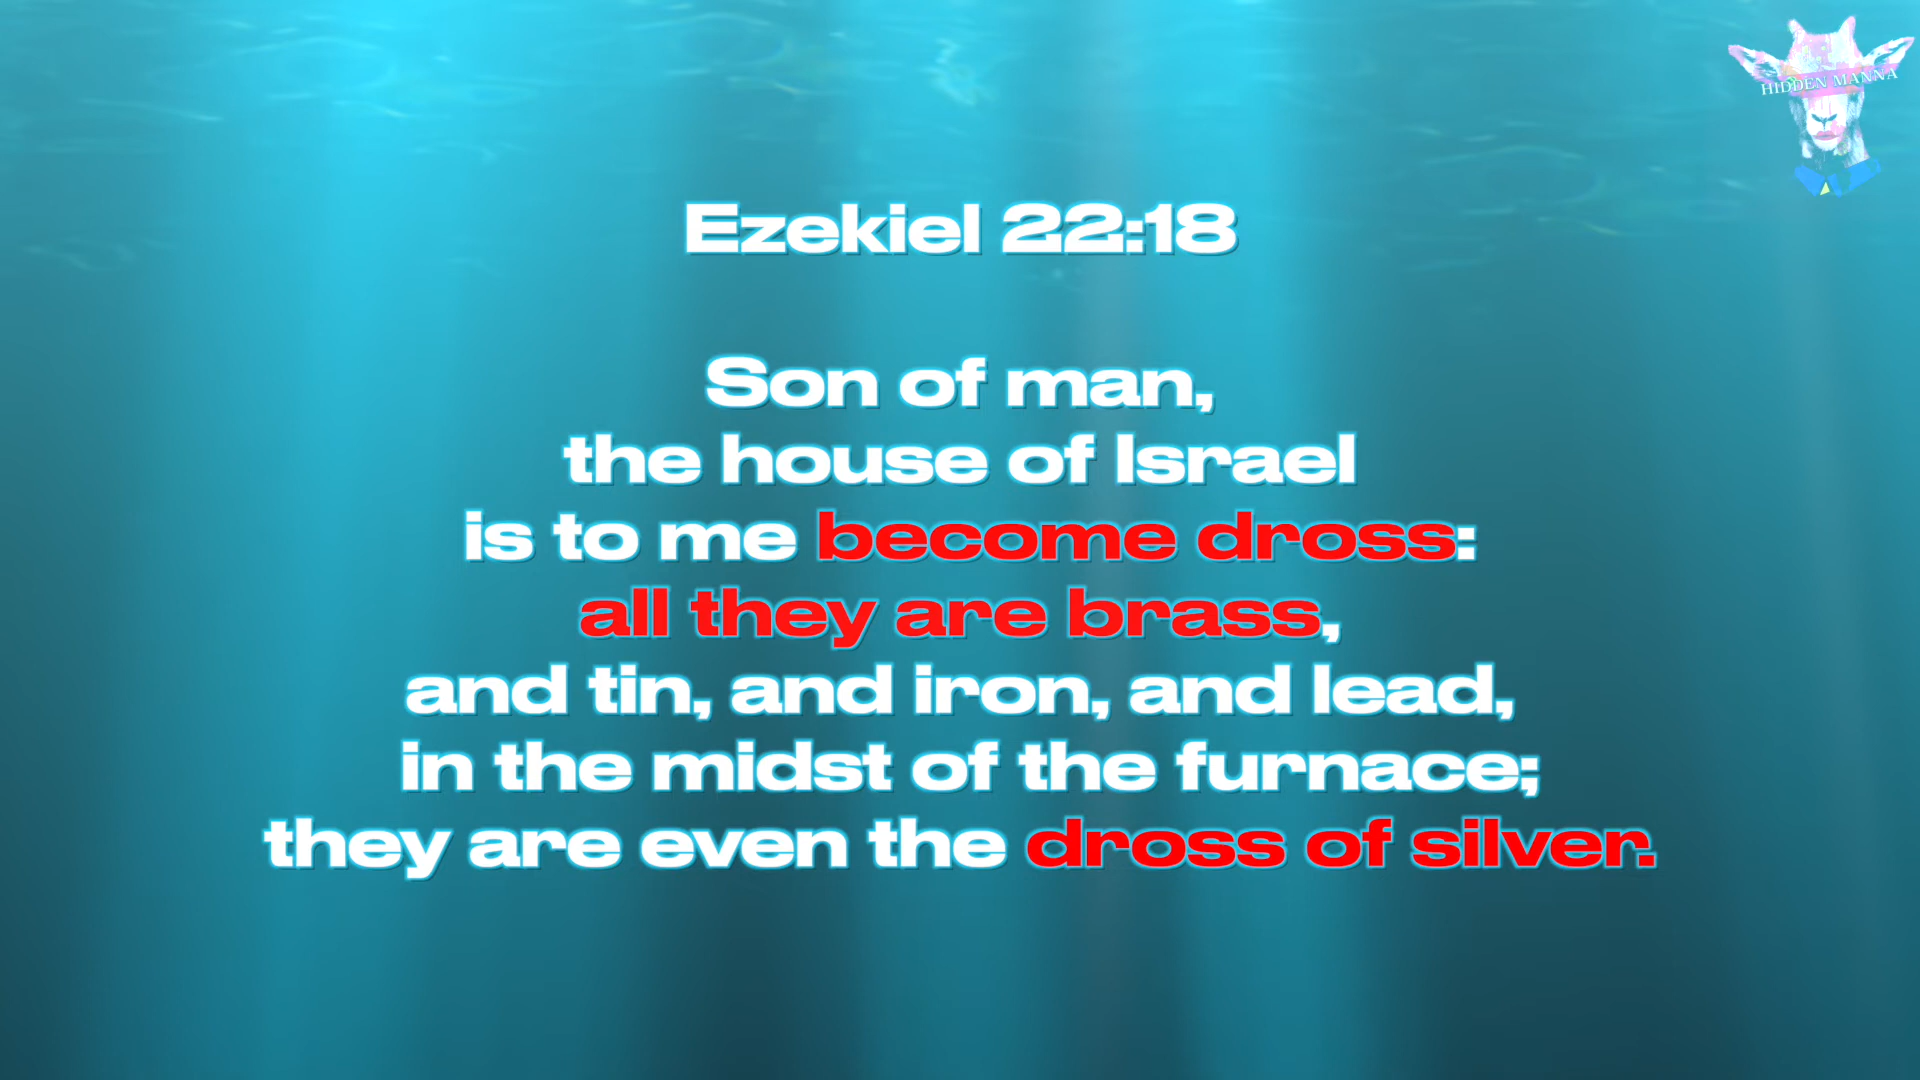 HIDDEN MANNA
Ezekiel 22:18
Son of man,
the house of Israel
is to me become dross:
all they are brass,
and tin, and iron, and lead,
in the midst of the furnace;
they are even the dross of silver.